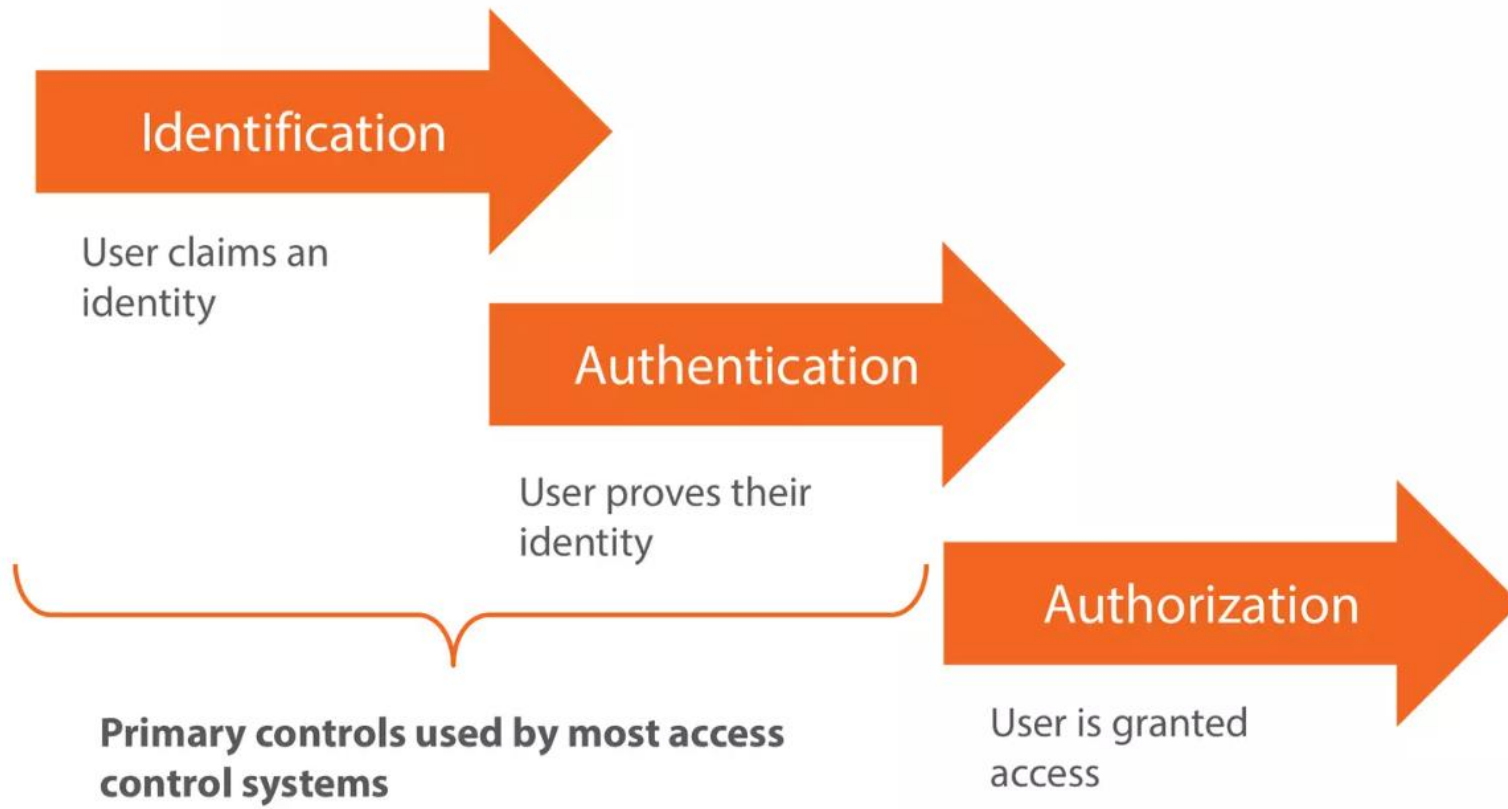 Identification
User claims an
identity
Authentication
User proves their
identity
Authorization
User is granted
access
Primary controls used by most access
control systems